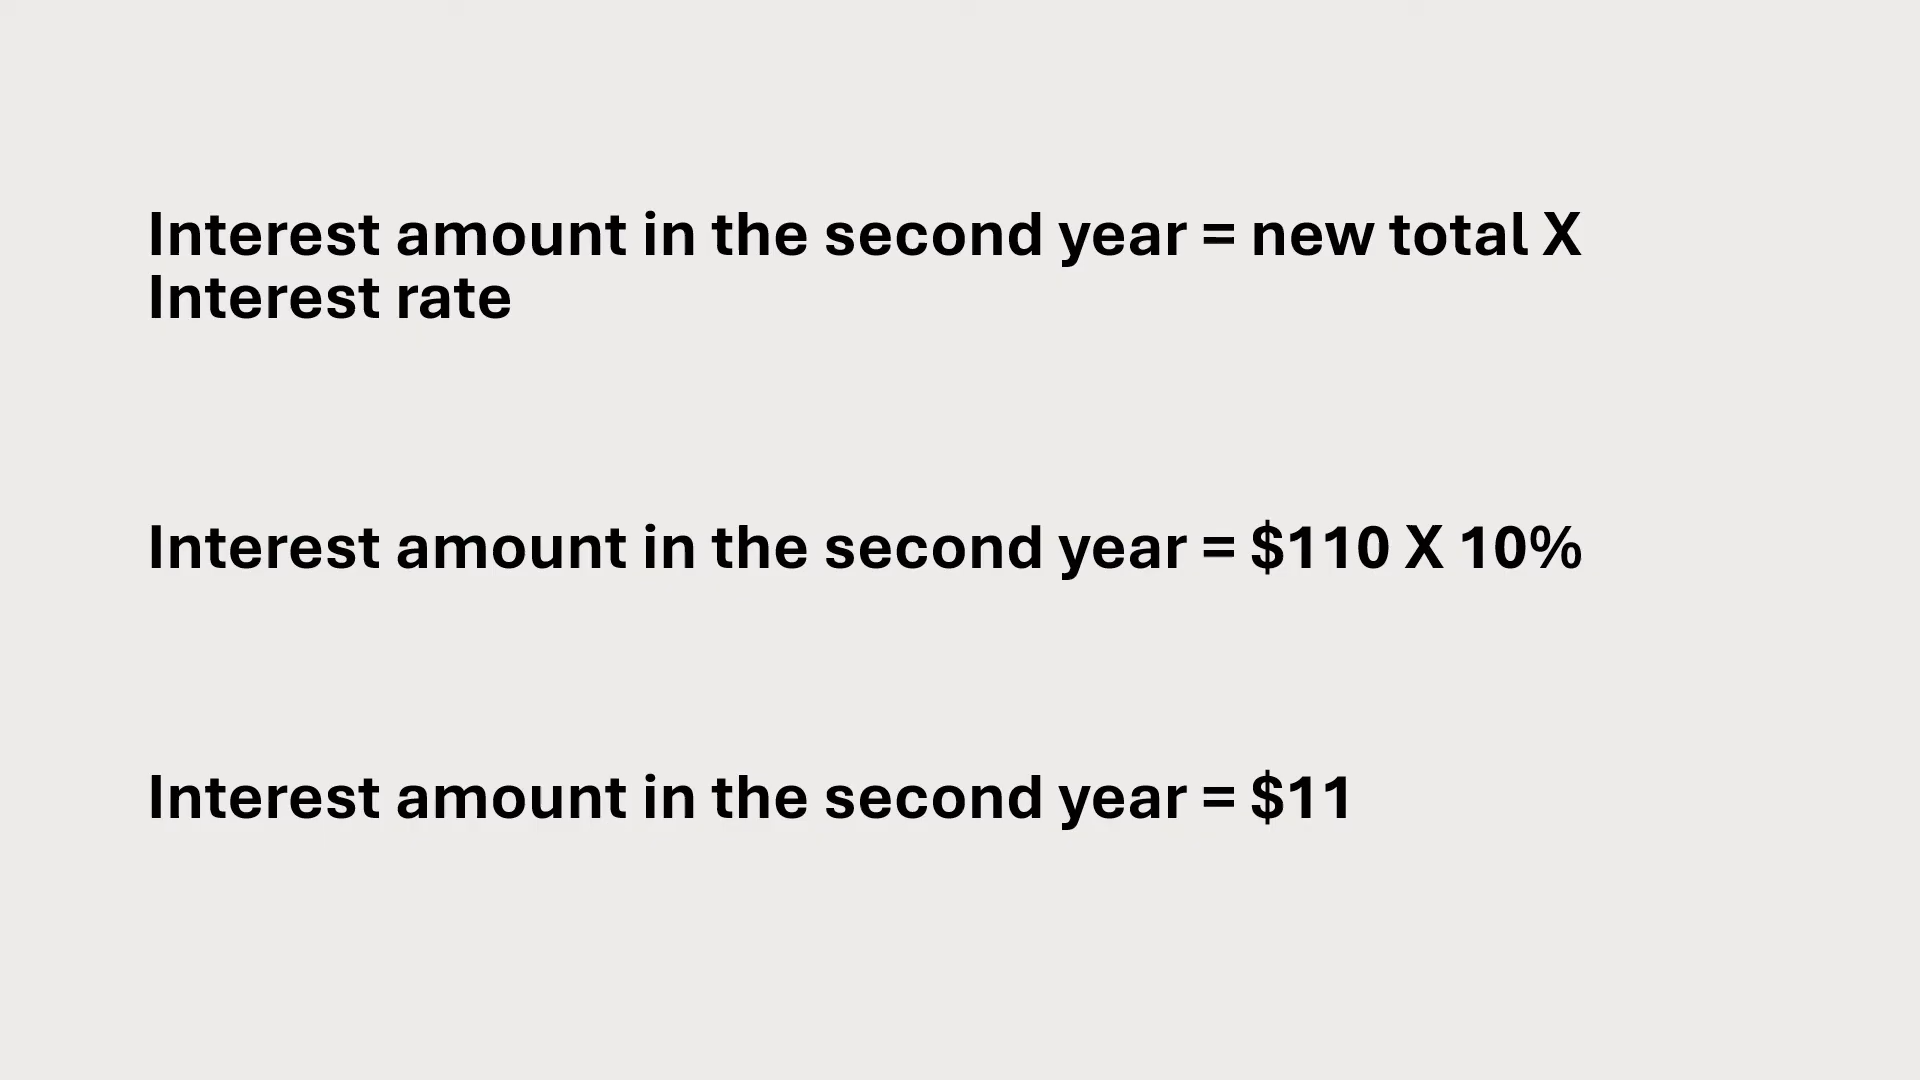 Interest amount in the second year = new total X
Interest rate
Interest amount in the second year = $110 X 10%
Interest amount in the second year = $11